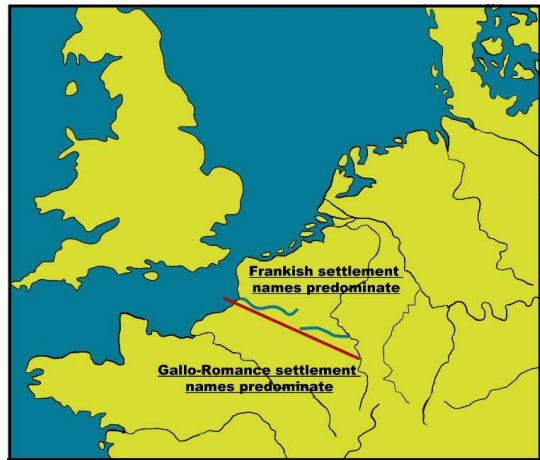 Frankish settlement
names predominate
Gallo-Romance settlement
names predominate